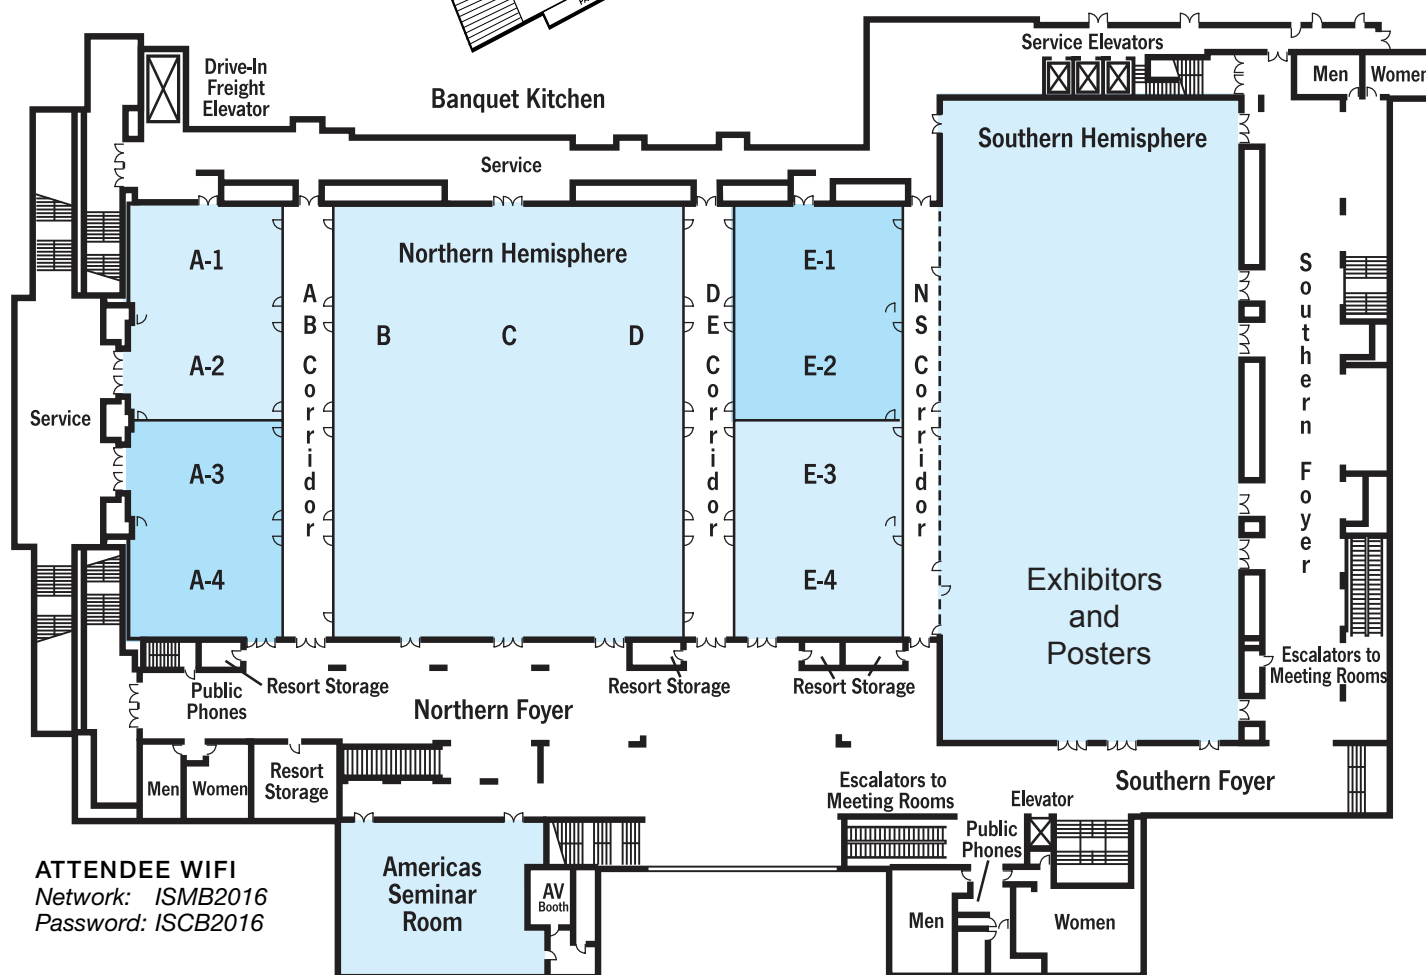 Service Elevators
Men
Women
Drive-In
Freight
Elevator
Banquet Kitchen
Southern Hemisphere
Service
Northern Hemisphere
A-1
A-2
A-3
A-4
AB Corridor
B
C
D
DE Corridor
E-1
E-2
E-3
E-4
NS Corridor
Southern Foyer
Service
Exhibitors
and
Posters
Escalators to
Meeting Rooms
Public
Phones
Resort Storage
Resort Storage
Resort Storage
Northern Foyer
Men
Women
Resort
Storage
Escalators to
Meeting Rooms
Elevator
Southern Foyer
Public
Phones
Americas
Seminar
Room
AV
Booth
Men
Women
ATTENDEE WIFI
Network: ISMB2016
Password: ISCB2016